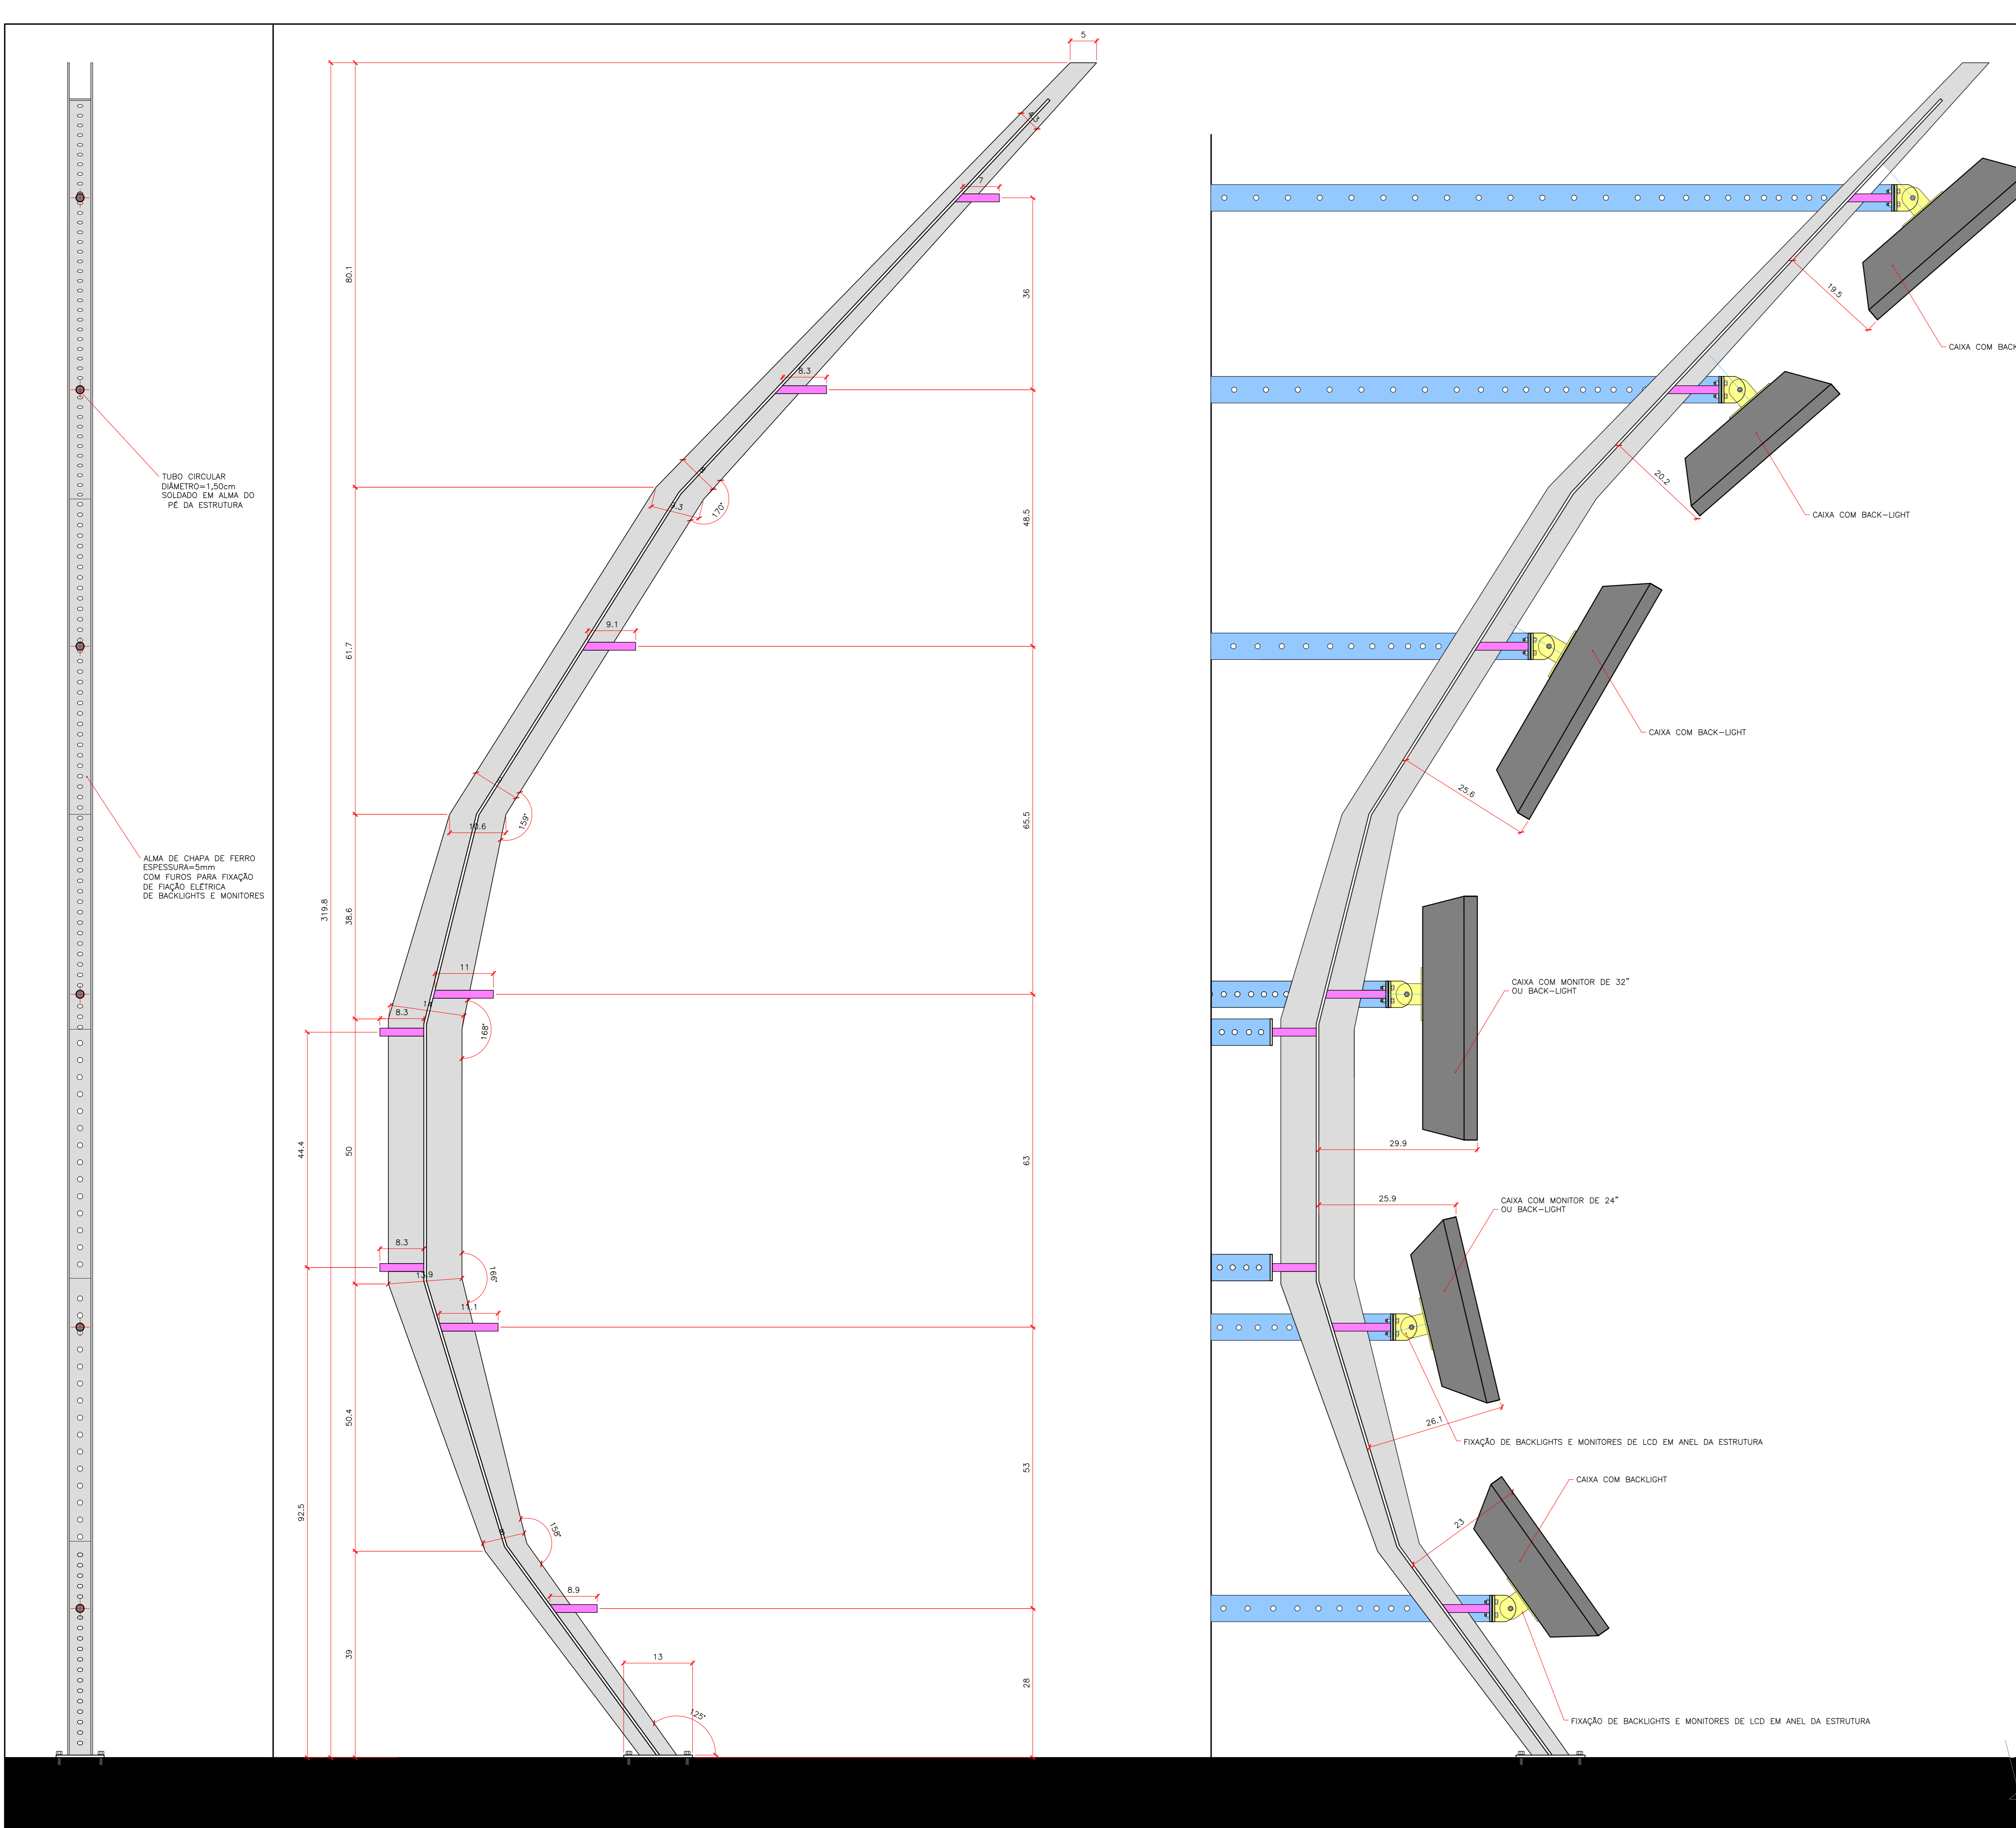 TUBO CIRCULAR
DIÂMETRO=1,50cm
SOLDADO EM ALMA DO
PÉ DA ESTRUTURA
ALMA DE CHAPA DE FERRO
ESPESSURA=5mm
COM FUROS PARA FIXAÇÃO
DE FIAÇÃO ELÉTRICA
DE BACKLIGHTS E MONITORES
5
7
8.3
170°
9.1
159°
10.6
11
8.3
168°
8.3
13.9
166°
11.1
158°
8.9
13
125°
80.1
61.7
38.6
50
50.4
39
319.8
44.4
92.5
36
48.5
65.5
63
53
28
19.5
CAIXA COM
20.2
CAIXA COM BACK-LIGHT
CAIXA COM BACK-LIGHT
25.6
CAIXA COM MONITOR DE 32"
OU BACK-LIGHT
29.9
25.9
CAIXA COM MONITOR DE 24"
OU BACK-LIGHT
26.1
FIXAÇÃO DE BACKLIGHTS E MONITORES DE LCD EM ANEL DA ESTRUTURA
CAIXA COM BACKLIGHT
23
FIXAÇÃO DE BACKLIGHTS E MONITORES DE LCD EM ANEL DA ESTRUTURA